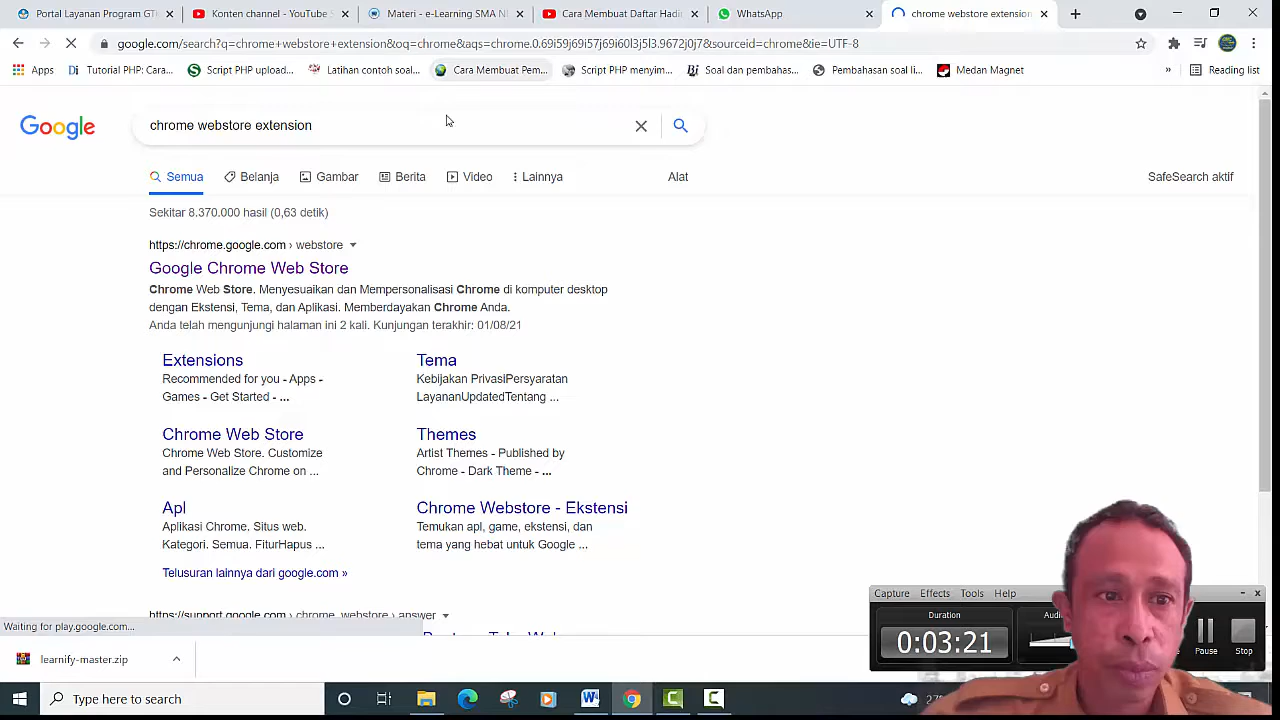 Portal Layanan Program GT
Konten channel - YouTube S
Materi - e-Learning SMA N
Cara Membuat Daftar Hadi
WhatsApp
chrome webstore extension
google.com/search?q=chrome+webstore+extension&oq=chrome&aqs=chrome.0.69i59j69i57j69i60l3j5l3.9672j0j7&sourceid=chrome&ie=UTF-8
Apps
Tutorial PHP: Cara...
Script PHP upload...
Latihan contoh soal...
Cara Membuat Pem...
Script PHP menyim...
Soal dan pembahas...
Pembahasan soal li...
Medan Magnet
»
Reading list
Google
chrome webstore extension
Semua
Belanja
Gambar
Berita
Video
Lainnya
Alat
SafeSearch aktif
Sekitar 8.370.000 hasil (0,63 detik)
https://chrome.google.com › webstore
Google Chrome Web Store
Chrome Web Store. Menyesuaikan dan Mempersonalisasi Chrome di komputer desktop
dengan Ekstensi, Tema, dan Aplikasi. Memberdayakan Chrome Anda.
Anda telah mengunjungi halaman ini 2 kali. Kunjungan terakhir: 01/08/21
Extensions
Recommended for you - Apps -
Games - Get Started - ...
Tema
Kebijakan PrivasiPersyaratan
LayananUpdatedTentang ...
Chrome Web Store
Chrome Web Store. Customize
and Personalize Chrome on ...
Themes
Artist Themes - Published by
Chrome - Dark Theme - ...
Apl
Aplikasi Chrome. Situs web.
Kategori. Semua. FiturHapus ...
Chrome Webstore - Ekstensi
Temukan apl, game, ekstensi, dan
tema yang hebat untuk Google ...
Telusuran lainnya dari google.com »
https://support.google.com › chrome_webstore › answer
Waiting for play.google.com...
learnify-master.zip
Capture
Effects
Tools
Help
Duration
0:03:21
Pause
Stop
Type here to search